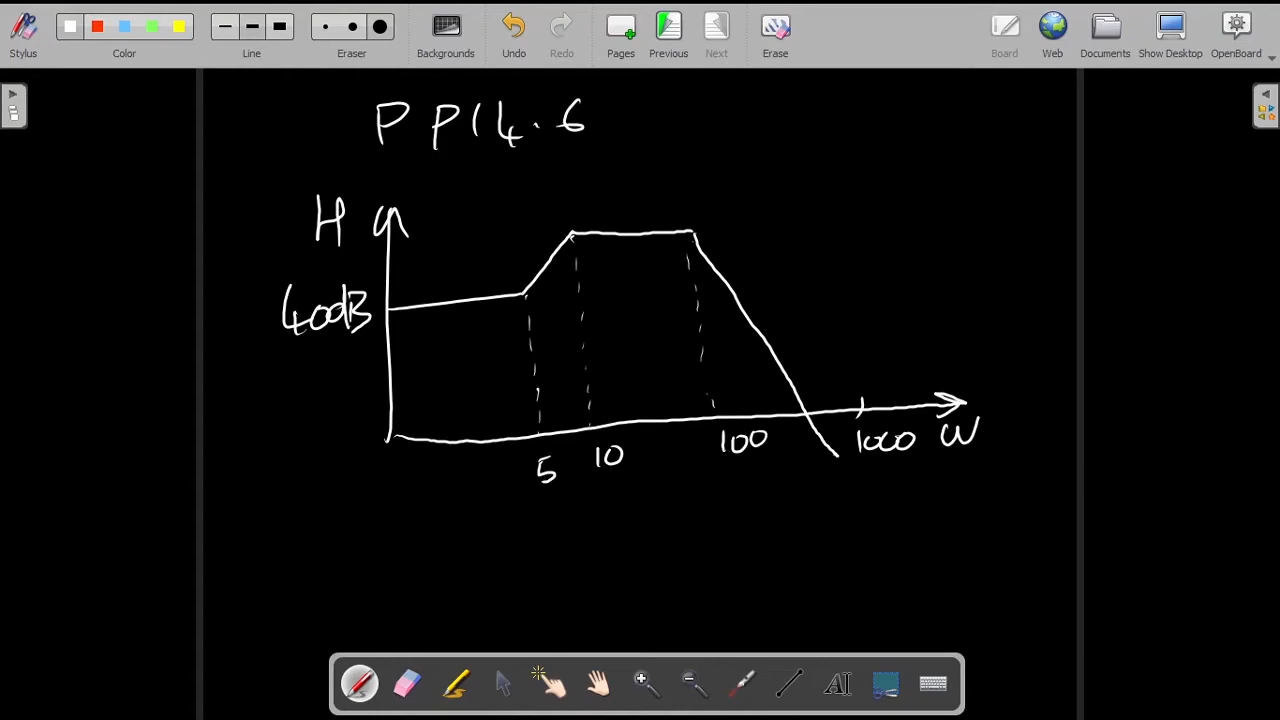 Stylus Color Line Eraser Backgrounds Undo Redo Pages Previous Next Erase Board Web Documents Show Desktop OpenBoard
PP14.6
H
40dB
5 10 100 1000 W
AI